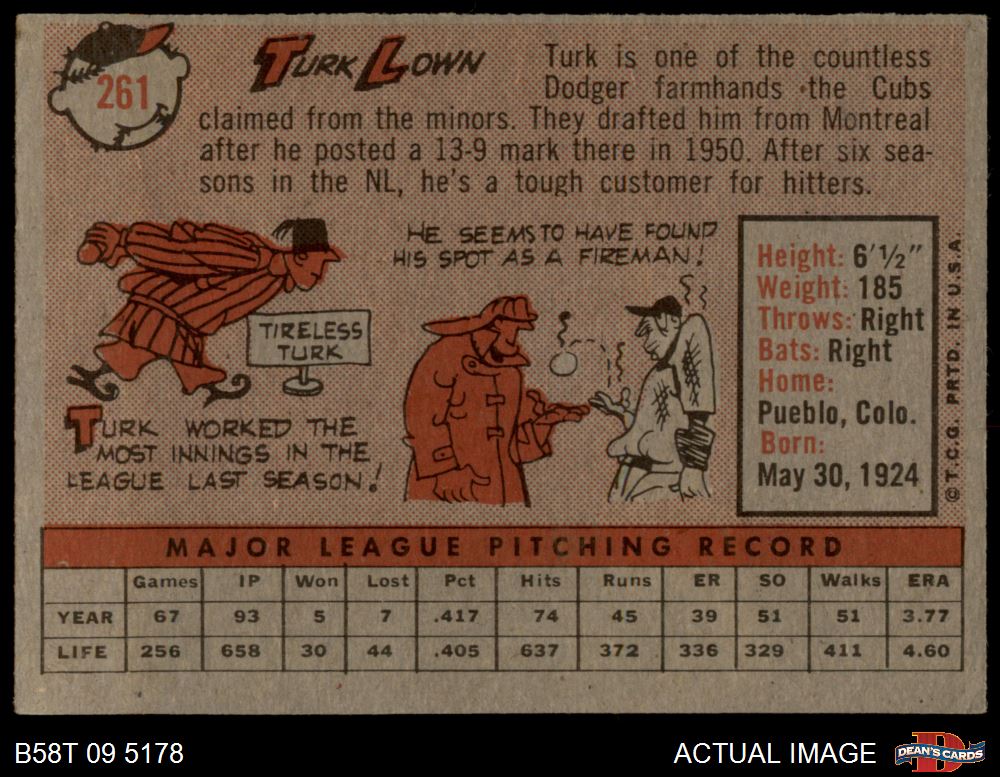 261
TURK LOWN
Turk is one of the countless
Dodger farmhands the Cubs
claimed from the minors. They drafted him from Montreal
after he posted a 13-9 mark there in 1950. After six sea-
sons in the NL, he's a tough customer for hitters.
TIRELESS
TURK
TURK WORKED THE
MOST INNINGS IN THE
LEAGUE LAST SEASON!
HE SEEMS TO HAVE FOUND
HIS SPOT AS A FIREMAN!
Height: 6'½"
Weight: 185
Throws: Right
Bats: Right
Home:
Pueblo, Colo.
Born:
May 30, 1924
© T.C.G. PRTD. IN U.S.A.
MAJOR LEAGUE PITCHING RECORD
Games IP Won Lost Pct Hits Runs ER SO Walks ERA
YEAR 67 93 5 7 .417 74 45 39 51 51 3.77
LIFE 256 658 30 44 .405 637 372 336 329 411 4.60
B58T 09 5178
ACTUAL IMAGE
D
DEAN'S CARDS